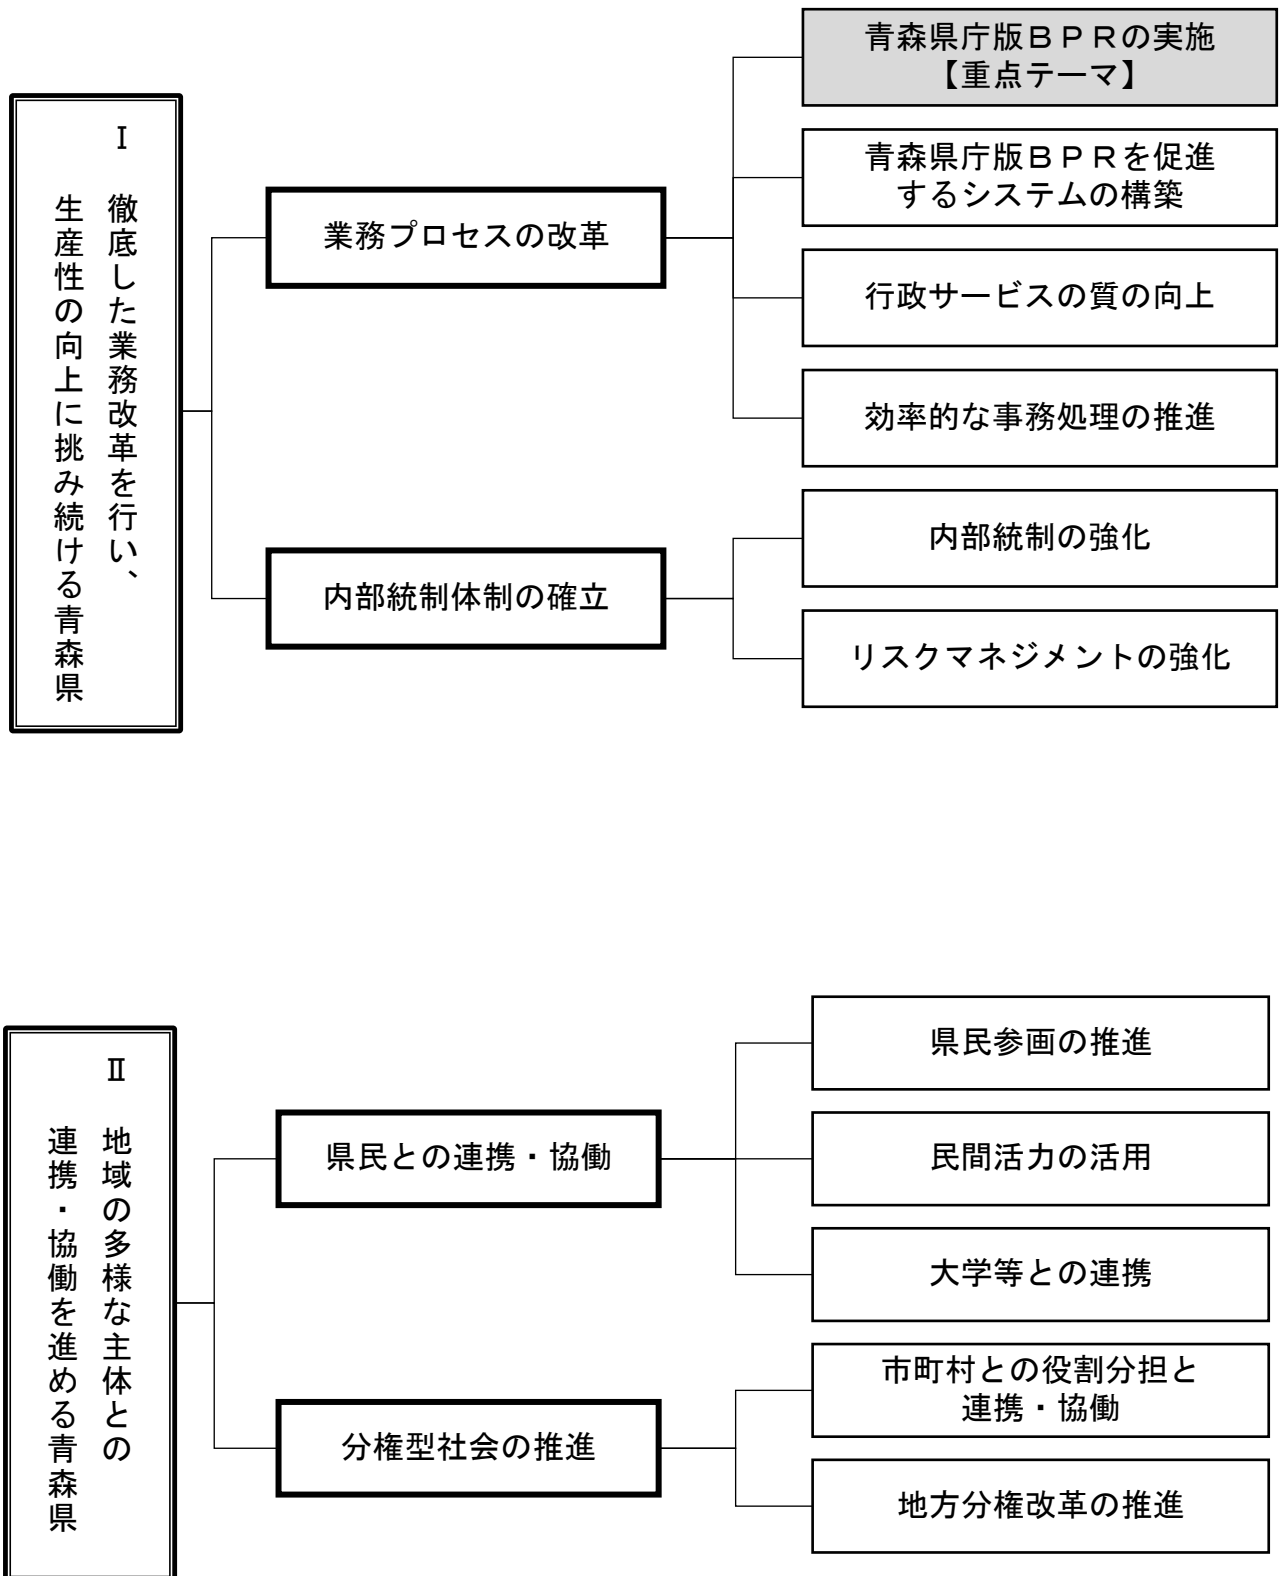 Ⅰ　徹底した業務改革を行い、
生産性の向上に挑み続ける青森県
業務プロセスの改革
青森県庁版ＢＰＲの実施
【重点テーマ】
青森県庁版ＢＰＲを促進
するシステムの構築
行政サービスの質の向上
効率的な事務処理の推進
内部統制体制の確立
内部統制の強化
リスクマネジメントの強化
Ⅱ　地域の多様な主体との
連携・協働を進める青森県
県民との連携・協働
県民参画の推進
民間活力の活用
大学等との連携
分権型社会の推進
市町村との役割分担と
連携・協働
地方分権改革の推進